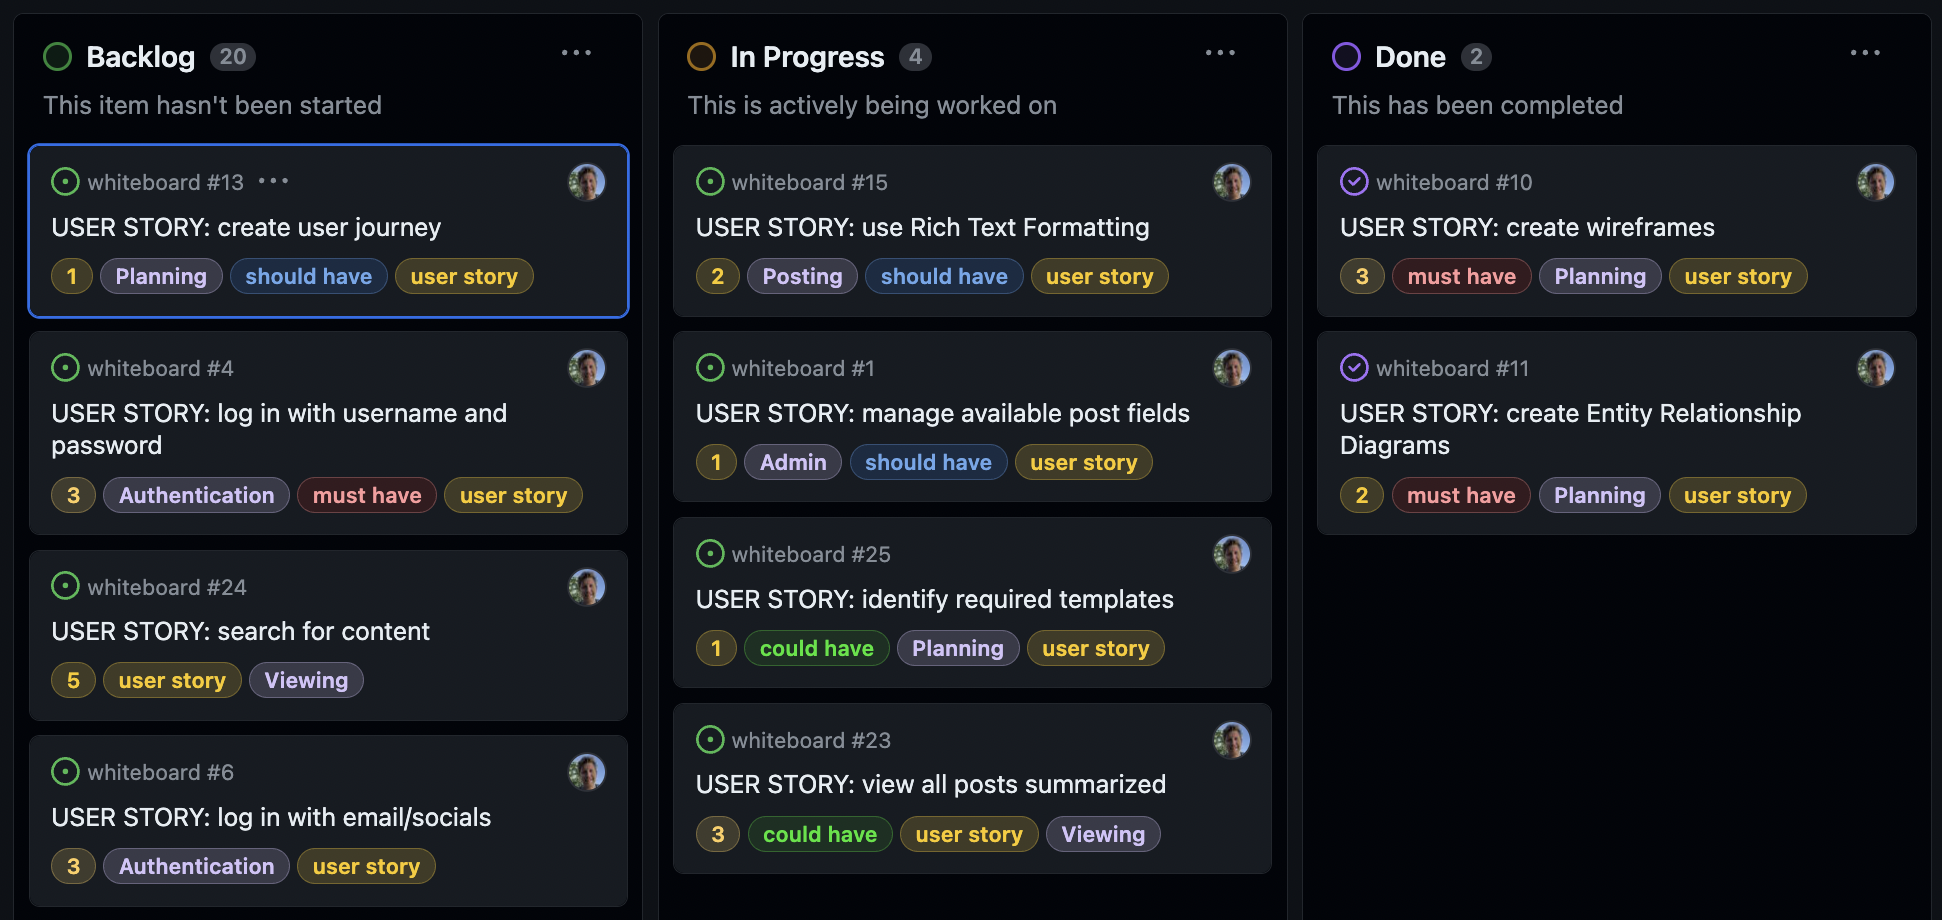 Backlog 20
This item hasn't been started
whiteboard #13
USER STORY: create user journey
1 Planning should have user story
whiteboard #4
USER STORY: log in with username and
password
3 Authentication must have user story
whiteboard #24
USER STORY: search for content
5 user story Viewing
whiteboard #6
USER STORY: log in with email/socials
3 Authentication user story
In Progress 4
This is actively being worked on
whiteboard #15
USER STORY: use Rich Text Formatting
2 Posting should have user story
whiteboard #1
USER STORY: manage available post fields
1 Admin should have user story
whiteboard #25
USER STORY: identify required templates
1 could have Planning user story
whiteboard #23
USER STORY: view all posts summarized
3 could have user story Viewing
Done 2
This has been completed
whiteboard #10
USER STORY: create wireframes
3 must have Planning user story
whiteboard #11
USER STORY: create Entity Relationship
Diagrams
2 must have Planning user story